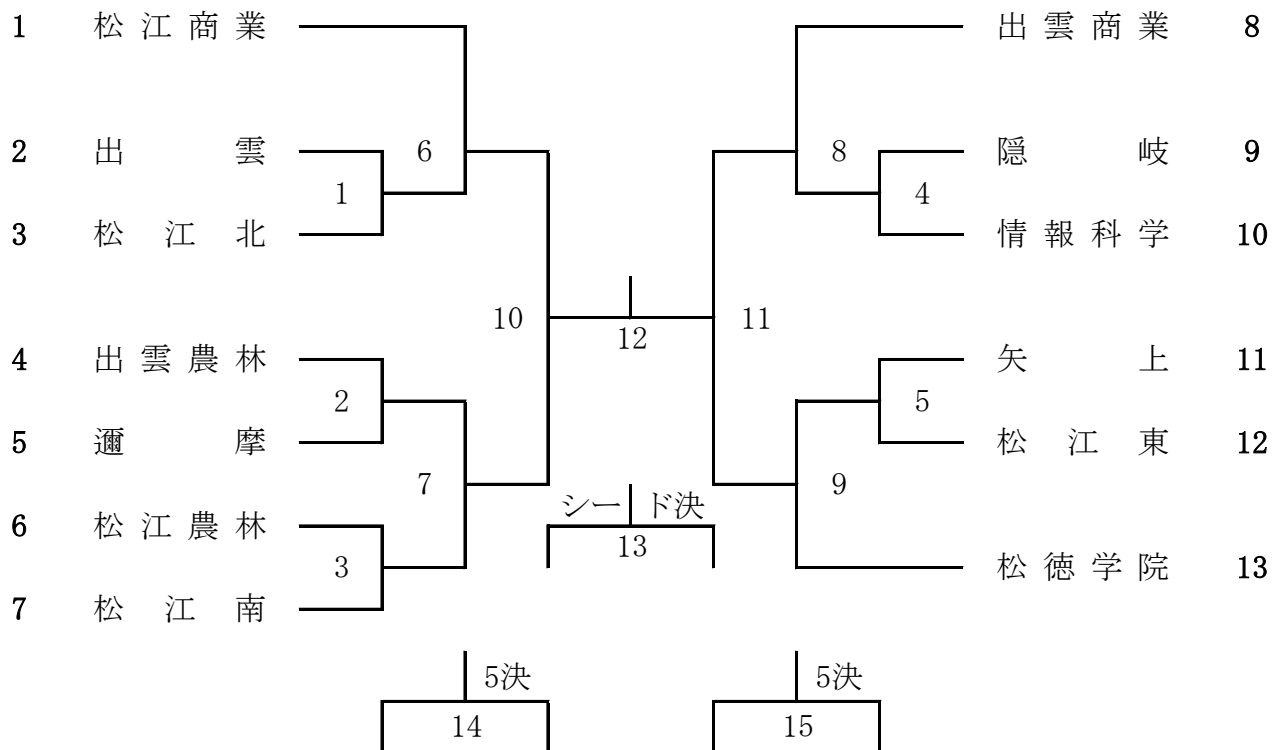 1 松江商業 出雲商業 8
2 出雲 6 8 隠岐 9
1 4
3 松江北 情報科学 10
10 12 11
4 出雲農林 矢上 11
2 5
5 邇摩 松江東 12
7 9
シード決
6 松江農林
13
3 松徳学院 13
7 松江南
5決 5決
14 15